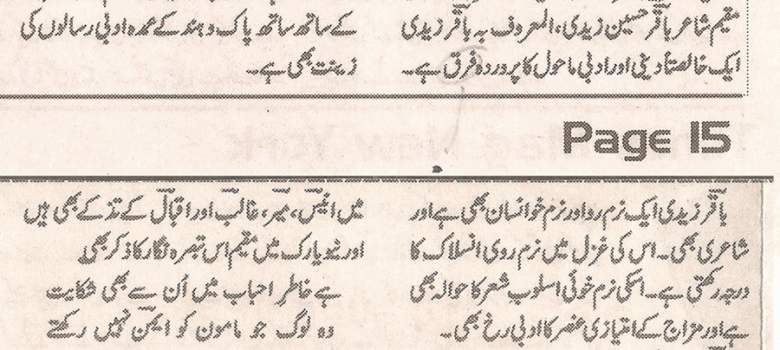 مقیم شاعر باقر حسین زیدی، المعروف بہ باقر زیدی
ایک خالصتاً دینی اور ادبی ماحول کا پروردہ فرق ہے۔
کے ساتھ ساتھ پاک و ہند کے عمدہ ادبی رسالوں کی
زینت بھی ہے۔
Page 15
باقر زیدی ایک نرم رو اور نرم خو انسان بھی ہے اور
شاعری بھی۔ اس کی غزل میں نرم روی انسلاک کا
درجہ رکھتی ہے۔ اسکی نرم خوئی اسلوبِ شعر کا حوالہ بھی
ہے اور مزاج کے امتیازی عنصر کا ادبی رخ بھی۔
میں انیس، میر، غالب اور اقبال کے تذکرے بھی ہیں
اور نیویارک میں مقیم اس تبصرہ نگار کا ذکر بھی
ہے خاطر احباب میں اُن سے بھی شکایت
وہ لوگ جو مامون کو ایمن نہیں رکھتے